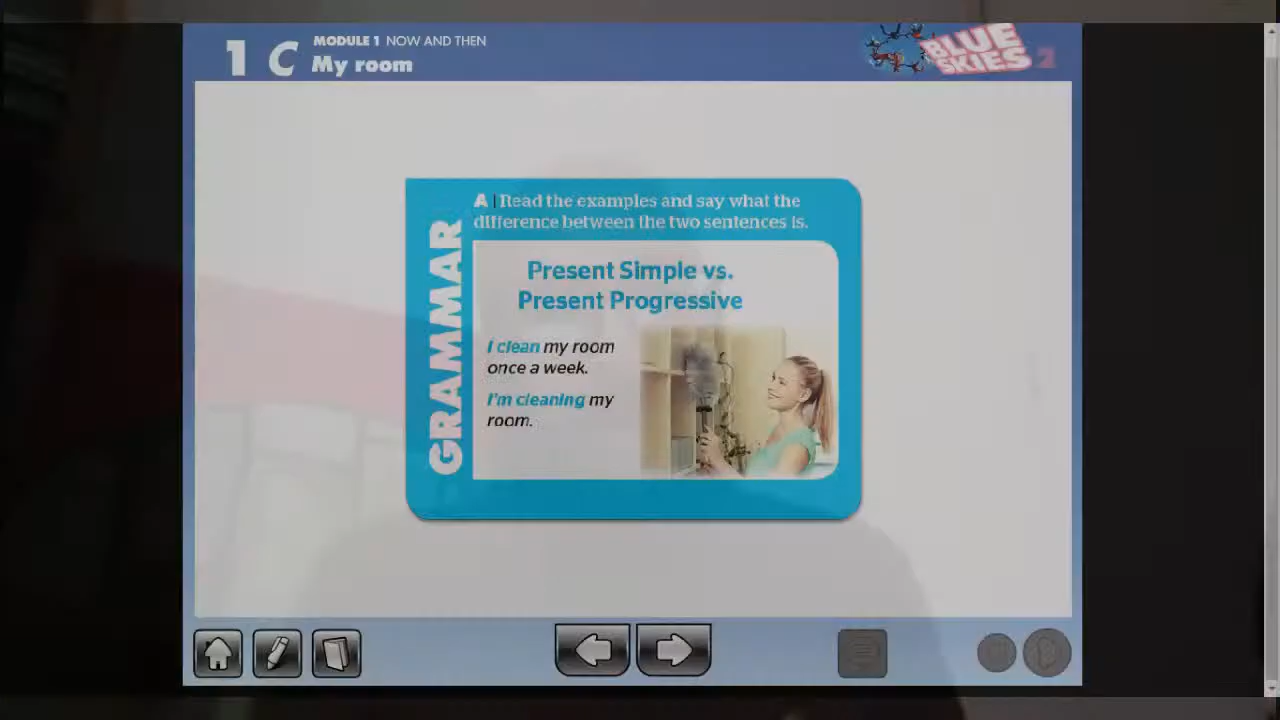 1 C
MODULE 1 NOW AND THEN
My room
BLUE
SKIES 2
GRAMMAR
A | Read the examples and say what the
difference between the two sentences is.
Present Simple vs.
Present Progressive
I clean my room
once a week.
I'm cleaning my
room.